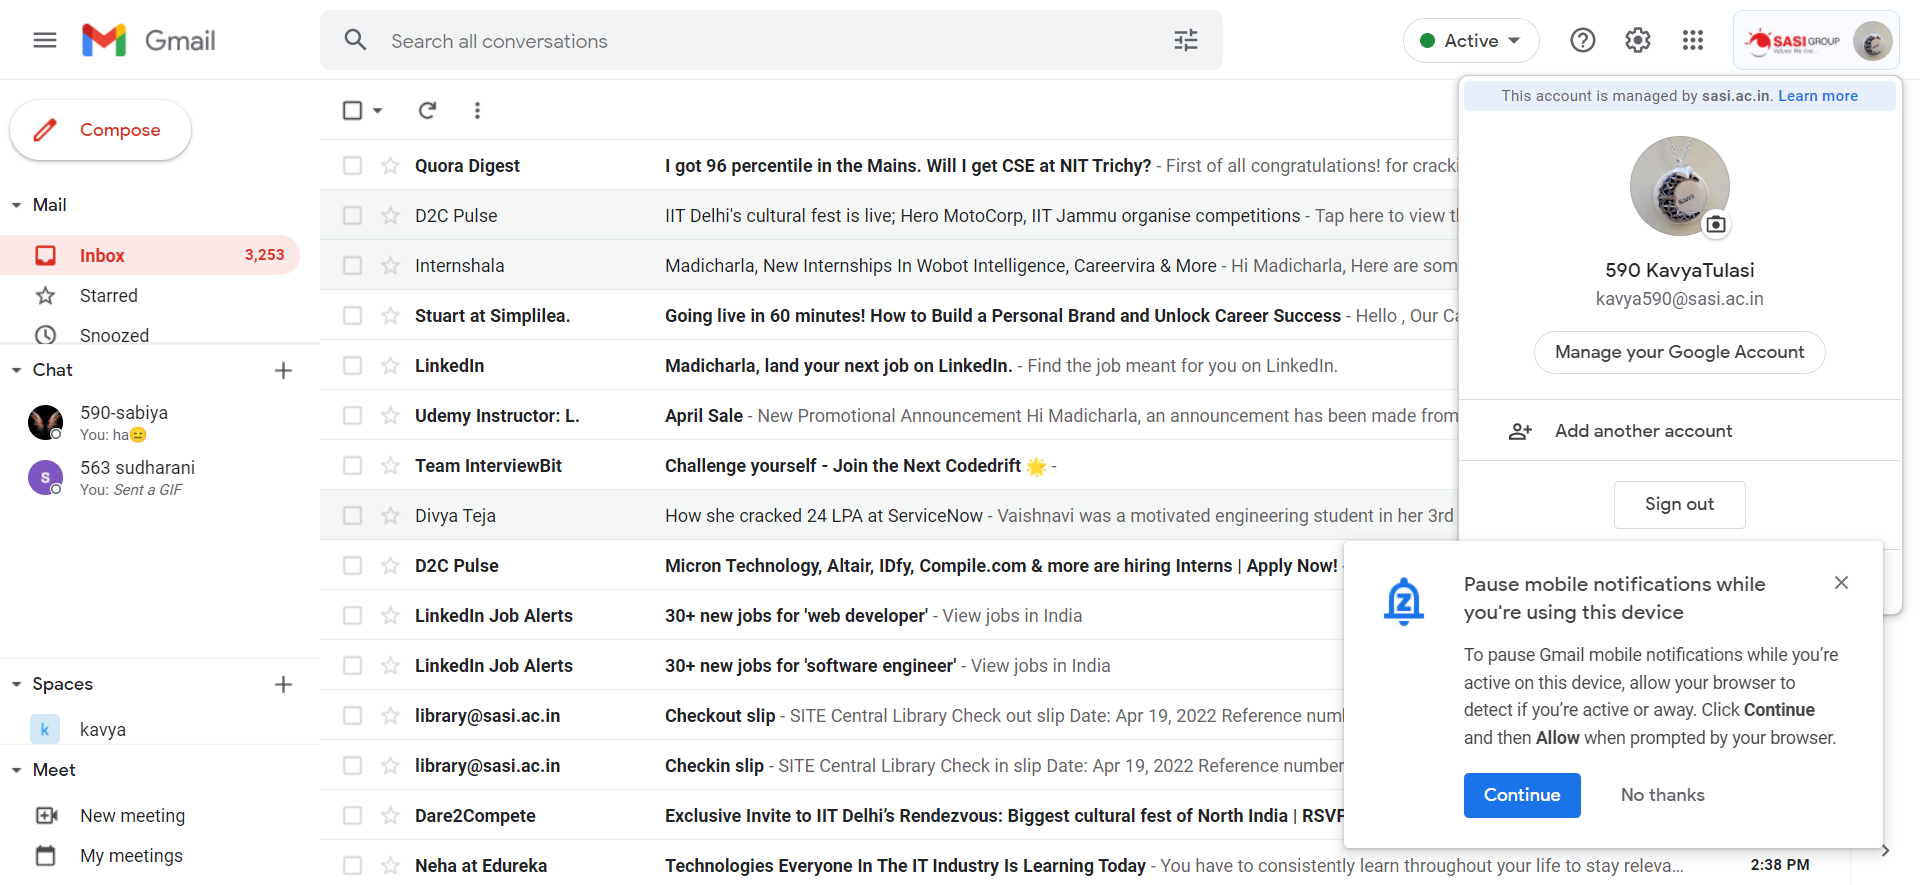 Gmail
Search all conversations
Active
SASI GROUP
This account is managed by sasi.ac.in. Learn more
Compose
Mail
Inbox 3,253
Starred
Snoozed
Chat
590-sabiya
You: ha😑
S
563 sudharani
You: Sent a GIF
Spaces
k kavya
Meet
New meeting
My meetings
Quora Digest I got 96 percentile in the Mains. Will I get CSE at NIT Trichy? - First of all congratulations! for cracki
D2C Pulse IIT Delhi's cultural fest is live; Hero MotoCorp, IIT Jammu organise competitions - Tap here to view t
Internshala Madicharla, New Internships In Wobot Intelligence, Careervira & More - Hi Madicharla, Here are som
Stuart at Simplilea. Going live in 60 minutes! How to Build a Personal Brand and Unlock Career Success - Hello , Our Ca
LinkedIn Madicharla, land your next job on LinkedIn. - Find the job meant for you on LinkedIn.
Udemy Instructor: L. April Sale - New Promotional Announcement Hi Madicharla, an announcement has been made from
Team InterviewBit Challenge yourself - Join the Next Codedrift 🌟 -
Divya Teja How she cracked 24 LPA at ServiceNow - Vaishnavi was a motivated engineering student in her 3rd
D2C Pulse Micron Technology, Altair, IDfy, Compile.com & more are hiring Interns | Apply Now! -
LinkedIn Job Alerts 30+ new jobs for 'web developer' - View jobs in India
LinkedIn Job Alerts 30+ new jobs for 'software engineer' - View jobs in India
library@sasi.ac.in Checkout slip - SITE Central Library Check out slip Date: Apr 19, 2022 Reference num
library@sasi.ac.in Checkin slip - SITE Central Library Check in slip Date: Apr 19, 2022 Reference number
Dare2Compete Exclusive Invite to IIT Delhi’s Rendezvous: Biggest cultural fest of North India | RSVP
Neha at Edureka Technologies Everyone In The IT Industry Is Learning Today - You have to consistently learn throughout your life to stay releva… 2:38 PM
Kavya
590 KavyaTulasi
kavya590@sasi.ac.in
Manage your Google Account
Add another account
Sign out
Pause mobile notifications while
you're using this device
To pause Gmail mobile notifications while you’re
active on this device, allow your browser to
detect if you’re active or away. Click Continue
and then Allow when prompted by your browser.
Continue No thanks